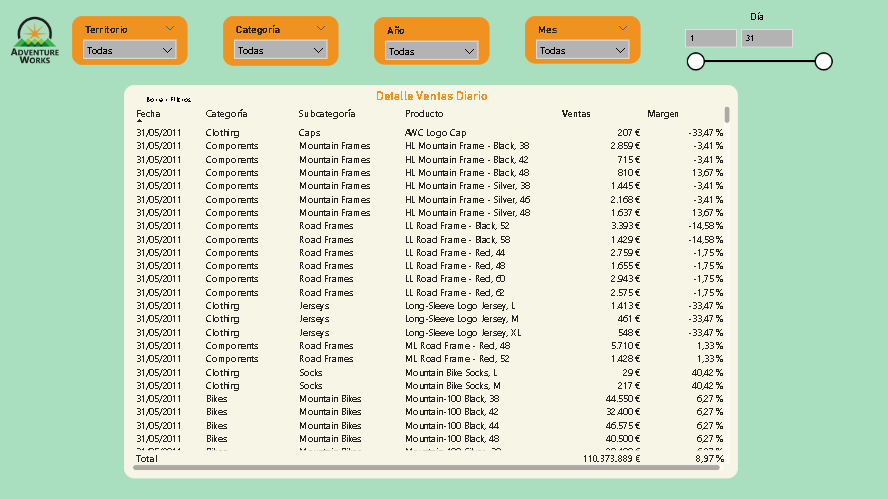 ADVENTURE WORKS
Territorio
Todas
Categoría
Todas
Año
Todas
Mes
Todas
Día
1 31
Detalle Ventas Diario
Fecha Categoría Subcategoría Producto Ventas Margen
31/05/2011 Clothing Caps AWC Logo Cap 207 € -33,47 %
31/05/2011 Components Mountain Frames HL Mountain Frame - Black, 38 2.859 € -3,41 %
31/05/2011 Components Mountain Frames HL Mountain Frame - Black, 42 715 € -3,41 %
31/05/2011 Components Mountain Frames HL Mountain Frame - Black, 48 810 € 13,67 %
31/05/2011 Components Mountain Frames HL Mountain Frame - Silver, 38 1.445 € -3,41 %
31/05/2011 Components Mountain Frames HL Mountain Frame - Silver, 46 2.168 € -3,41 %
31/05/2011 Components Mountain Frames HL Mountain Frame - Silver, 48 1.637 € 13,67 %
31/05/2011 Components Road Frames LL Road Frame - Black, 52 3.393 € -14,58 %
31/05/2011 Components Road Frames LL Road Frame - Black, 58 1.429 € -14,58 %
31/05/2011 Components Road Frames LL Road Frame - Red, 44 2.759 € -1,75 %
31/05/2011 Components Road Frames LL Road Frame - Red, 48 1.655 € -1,75 %
31/05/2011 Components Road Frames LL Road Frame - Red, 60 2.943 € -1,75 %
31/05/2011 Components Road Frames LL Road Frame - Red, 62 2.575 € -1,75 %
31/05/2011 Clothing Jerseys Long-Sleeve Logo Jersey, L 1.413 € -33,47 %
31/05/2011 Clothing Jerseys Long-Sleeve Logo Jersey, M 461 € -33,47 %
31/05/2011 Clothing Jerseys Long-Sleeve Logo Jersey, XL 548 € -33,47 %
31/05/2011 Components Road Frames ML Road Frame - Red, 48 5.710 € 1,33 %
31/05/2011 Components Road Frames ML Road Frame - Red, 52 1.428 € 1,33 %
31/05/2011 Clothing Socks Mountain Bike Socks, L 29 € 40,42 %
31/05/2011 Clothing Socks Mountain Bike Socks, M 217 € 40,42 %
31/05/2011 Bikes Mountain Bikes Mountain-100 Black, 38 44.550 € 6,27 %
31/05/2011 Bikes Mountain Bikes Mountain-100 Black, 42 32.400 € 6,27 %
31/05/2011 Bikes Mountain Bikes Mountain-100 Black, 44 46.575 € 6,27 %
31/05/2011 Bikes Mountain Bikes Mountain-100 Black, 48 40.500 € 6,27 %
Total 110.373.889 € 8,97 %